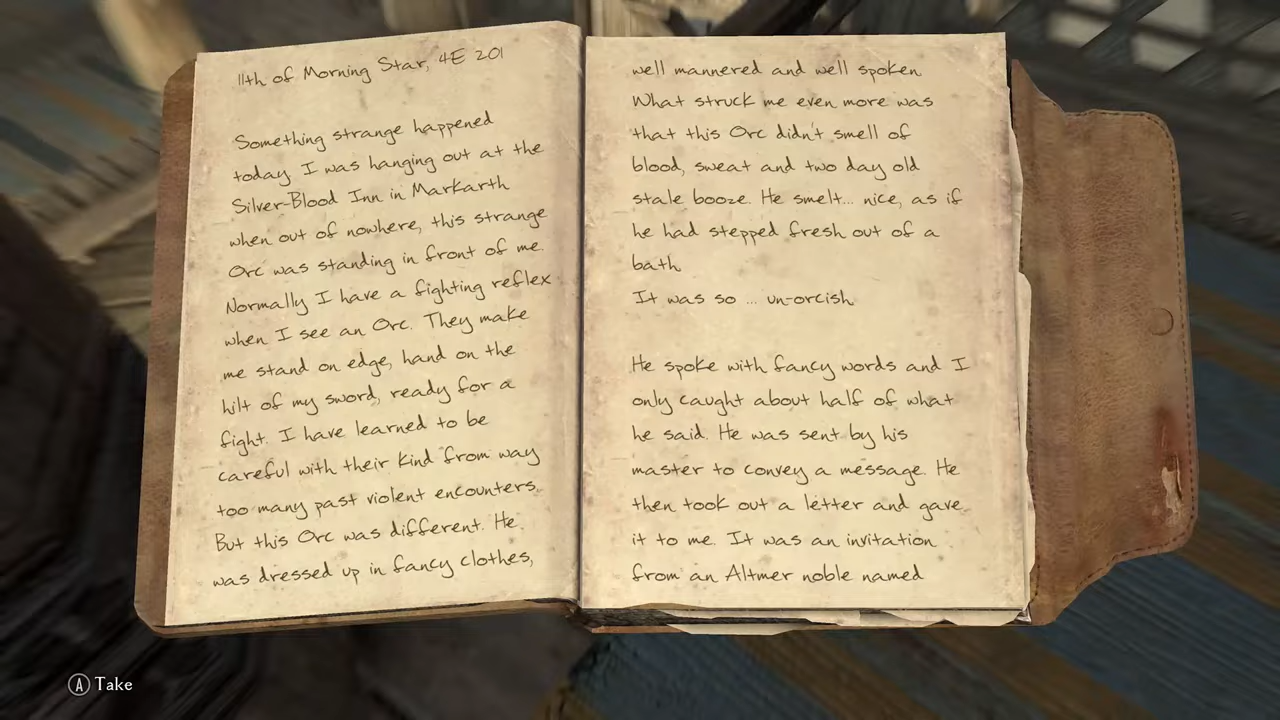 11th of Morning Star, 4E 201
Something strange happened
today. I was hanging out at the
Silver-Blood Inn in Markarth
when out of nowhere, this strange
Orc was standing in front of me.
Normally I have a fighting reflex
when I see an Orc. They make
me stand on edge, hand on the
hilt of my sword, ready for a
fight. I have learned to be
careful with their kind from way
too many past violent encounters.
But this Orc was different. He
was dressed up in fancy clothes,
well mannered and well spoken.
What struck me even more was
that this Orc didn't smell of
blood, sweat and two day old
stale booze. He smelt... nice, as if
he had stepped fresh out of a
bath.
It was so ... un-orcish.
He spoke with fancy words and I
only caught about half of what
he said. He was sent by his
master to convey a message. He
then took out a letter and gave
it to me. It was an invitation
from an Altmer noble named
A Take